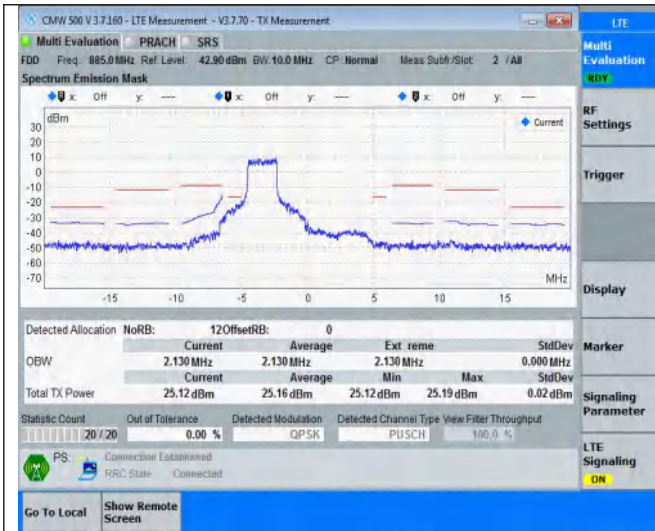 CMW 500 V 3.7.160 - LTE Measurement - V3.7.70 - TX Measurement
LTE
Multi Evaluation PRACH SRS
Multi
Evaluation
RDY
FDD Freq.: 885.0 MHz Ref. Level: 42.90 dBm BW: 10.0 MHz CP: Normal Meas Subfr./Slot: 2 /All
Spectrum Emission Mask
x: Off y: --- x: Off y: --- x: Off y: ---
dBm
Current
30
20
10
0
-10
-20
-30
-40
-50
-60
-70
MHz
-15 -10 -5 0 5 10 15
RF
Settings
Trigger
Display
Marker
Signaling
Parameter
LTE
Signaling
ON
Detected Allocation NoRB: 12 OffsetRB: 0
Current Average Extreme StdDev
OBW 2.130 MHz 2.130 MHz 2.130 MHz 0.000 MHz
Current Average Min Max StdDev
Total TX Power 25.12 dBm 25.16 dBm 25.12 dBm 25.19 dBm 0.02 dBm
Statistic Count Out of Tolerance Detected Modulation Detected Channel Type View Filter Throughput
20 / 20 0.00 % QPSK PUSCH 100.0 %
PS: Connection Established
RRC State Connected
Go To Local
Show Remote
Screen